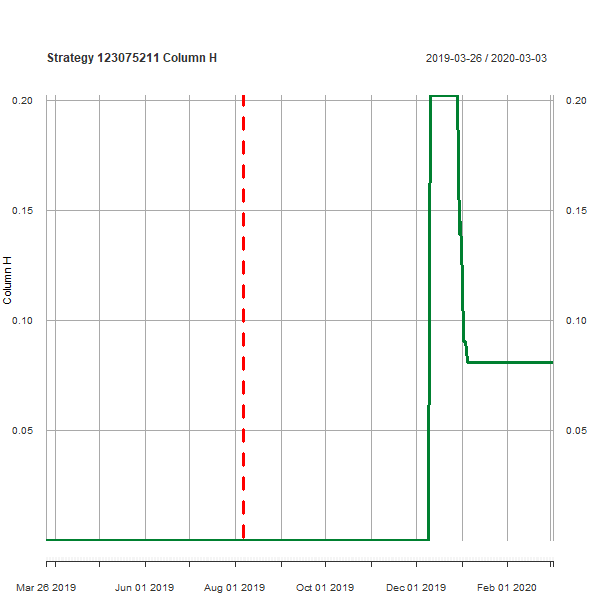 Strategy 123075211 Column H
2019-03-26 / 2020-03-03
0.20
0.20
0.15
0.15
Column H
0.10
0.10
0.05
0.05
Mar 26 2019
Jun 01 2019
Aug 01 2019
Oct 01 2019
Dec 01 2019
Feb 01 2020